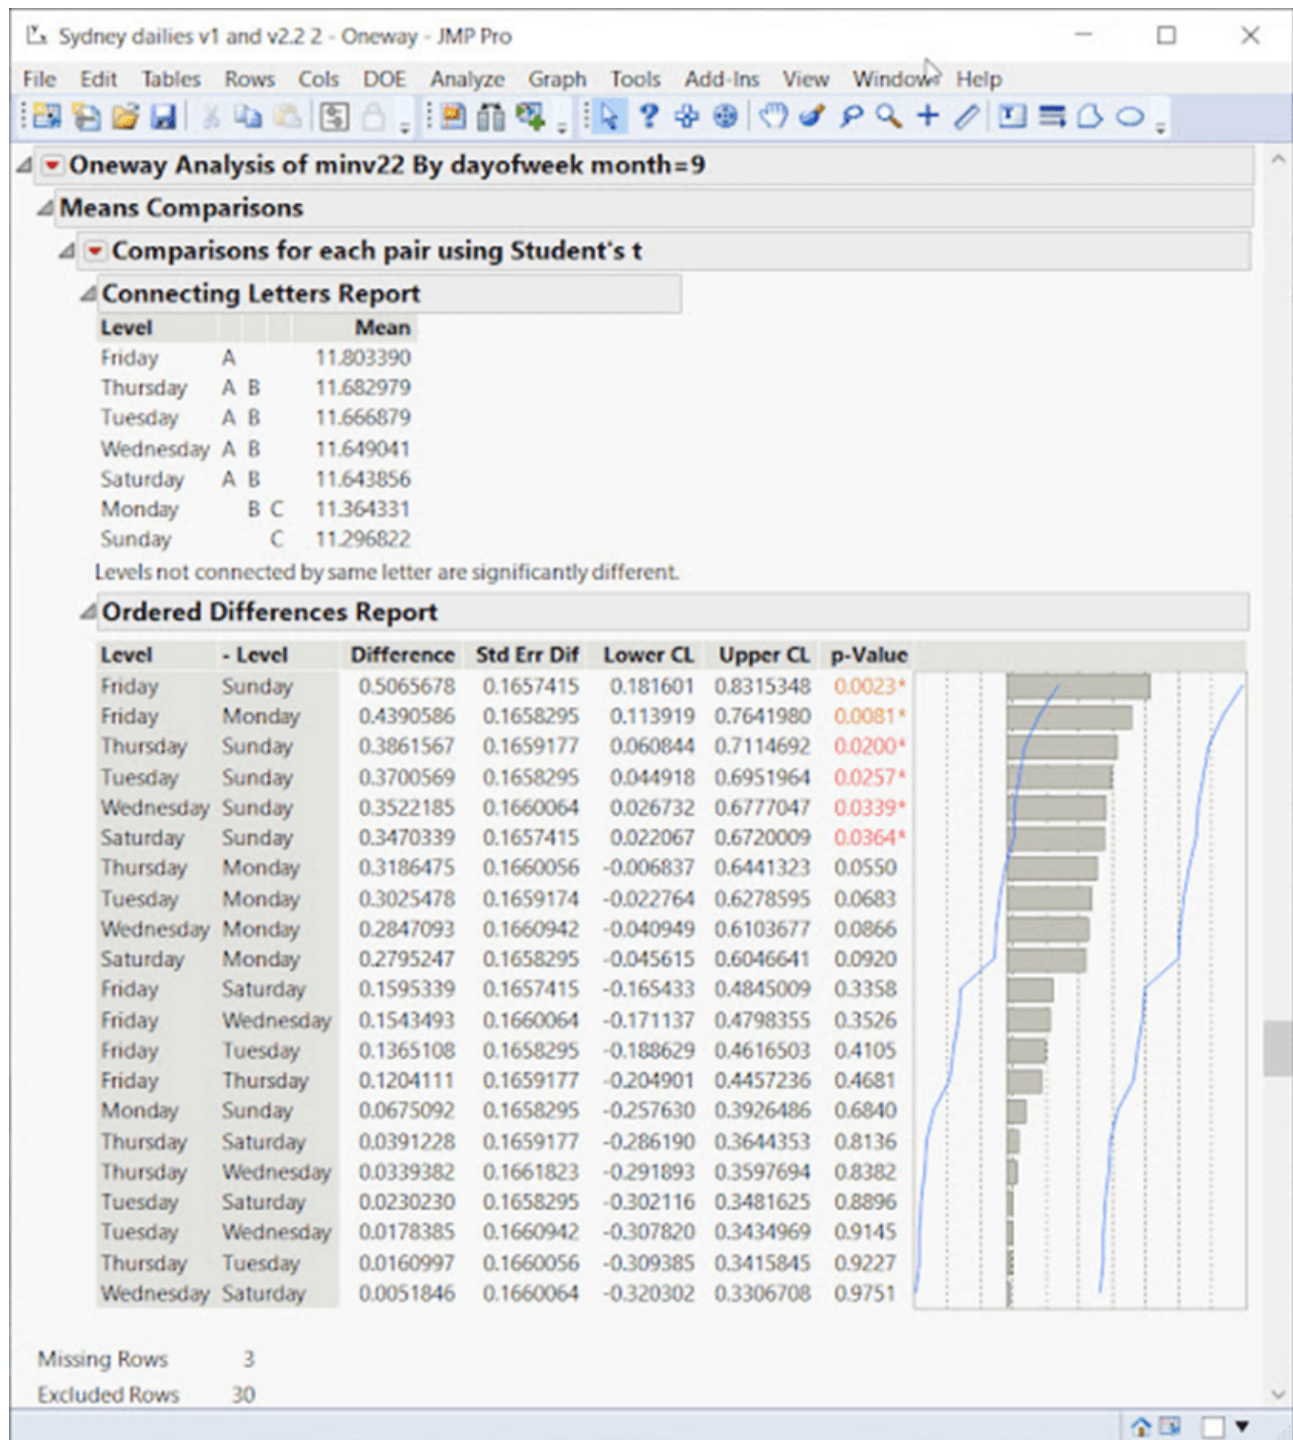 Sydney dailies v1 and v2.2 2 - Oneway - JMP Pro
File Edit Tables Rows Cols DOE Analyze Graph Tools Add-Ins View Window Help
Oneway Analysis of minv22 By dayofweek month=9
Means Comparisons
Comparisons for each pair using Student's t
Connecting Letters Report
Level Mean
Friday A 11.803390
Thursday A B 11.682979
Tuesday A B 11.666879
Wednesday A B 11.649041
Saturday A B 11.643856
Monday B C 11.364331
Sunday C 11.296822
Levels not connected by same letter are significantly different.
Ordered Differences Report
Level - Level Difference Std Err Dif Lower CL Upper CL p-Value
Friday Sunday 0.5065678 0.1657415 0.181601 0.8315348 0.0023*
Friday Monday 0.4390586 0.1658295 0.113919 0.7641980 0.0081*
Thursday Sunday 0.3861567 0.1659177 0.060844 0.7114692 0.0200*
Tuesday Sunday 0.3700569 0.1658295 0.044918 0.6951964 0.0257*
Wednesday Sunday 0.3522185 0.1660064 0.026732 0.6777047 0.0339*
Saturday Sunday 0.3470339 0.1657415 0.022067 0.6720009 0.0364*
Thursday Monday 0.3186475 0.1660056 -0.006837 0.6441323 0.0550
Tuesday Monday 0.3025478 0.1659174 -0.022764 0.6278595 0.0683
Wednesday Monday 0.2847093 0.1660942 -0.040949 0.6103677 0.0866
Saturday Monday 0.2795247 0.1658295 -0.045615 0.6046641 0.0920
Friday Saturday 0.1595339 0.1657415 -0.165433 0.4845009 0.3358
Friday Wednesday 0.1543493 0.1660064 -0.171137 0.4798355 0.3526
Friday Tuesday 0.1365108 0.1658295 -0.188629 0.4616503 0.4105
Friday Thursday 0.1204111 0.1659177 -0.204901 0.4457236 0.4681
Monday Sunday 0.0675092 0.1658295 -0.257630 0.3926486 0.6840
Thursday Saturday 0.0391228 0.1659177 -0.286190 0.3644353 0.8136
Thursday Wednesday 0.0339382 0.1661823 -0.291893 0.3597694 0.8382
Tuesday Saturday 0.0230230 0.1658295 -0.302116 0.3481625 0.8896
Tuesday Wednesday 0.0178385 0.1660942 -0.307820 0.3434969 0.9145
Thursday Tuesday 0.0160997 0.1660056 -0.309385 0.3415845 0.9227
Wednesday Saturday 0.0051846 0.1660064 -0.320302 0.3306708 0.9751
Missing Rows 3
Excluded Rows 30